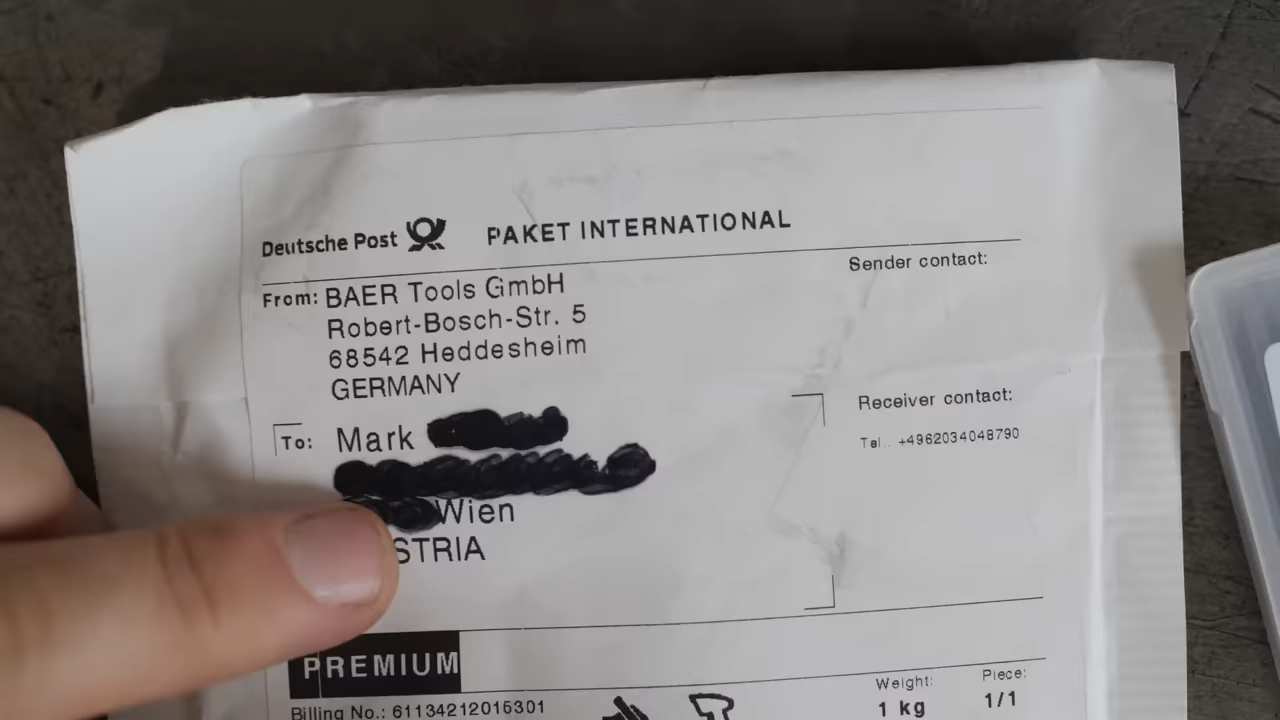 Deutsche Post PAKET INTERNATIONAL
Sender contact:
From: BAER Tools GmbH
Robert-Bosch-Str. 5
68542 Heddesheim
GERMANY
To: Mark
Wien
STRIA
Receiver contact:
Tel.. +4962034048790
PREMIUM
Billing No.: 61134212015301
Weight:
1 kg
Piece:
1/1